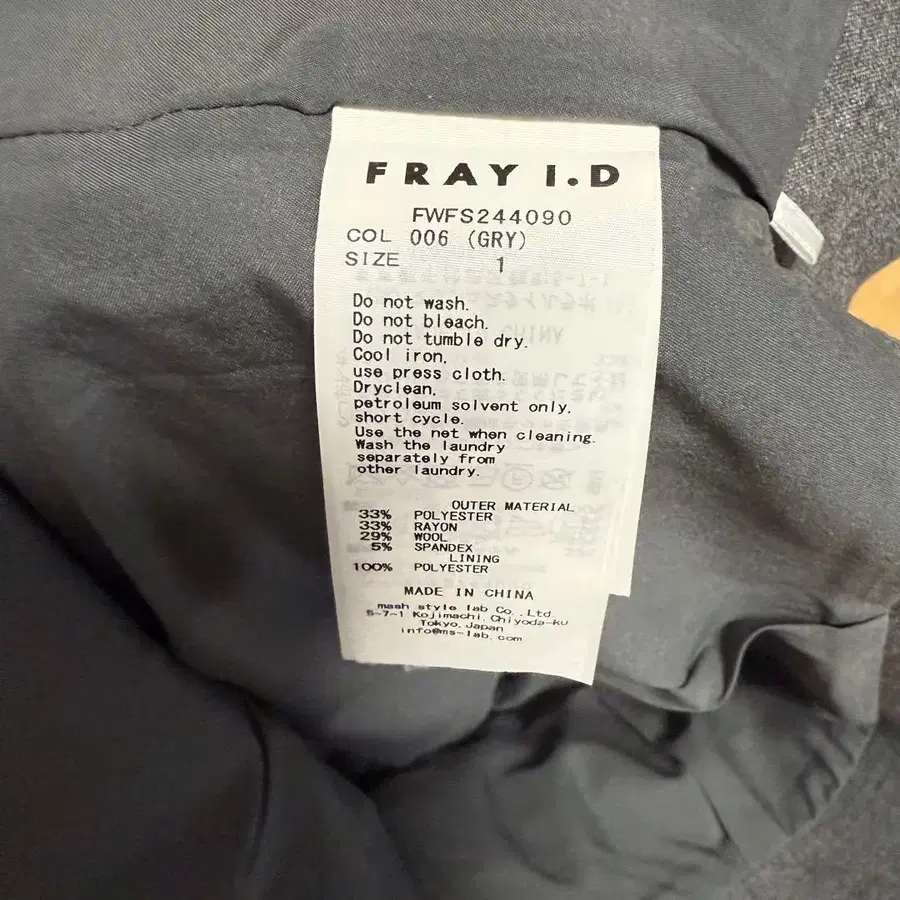 FRAY I.D
FWFS244090
COL 006 (GRY)
SIZE 1
Do not wash.
Do not bleach.
Do not tumble dry.
Cool iron,
use press cloth.
Dryclean,
petroleum solvent only,
short cycle.
Use the net when cleaning.
Wash the laundry
separately from
other laundry.
OUTER MATERIAL
33% POLYESTER
33% RAYON
29% WOOL
5% SPANDEX
LINING
100% POLYESTER
MADE IN CHINA
mash style lab Co.,Ltd
5-7-1 Kojimachi, Chiyoda-ku
Tokyo, Japan
info@ms-lab.com